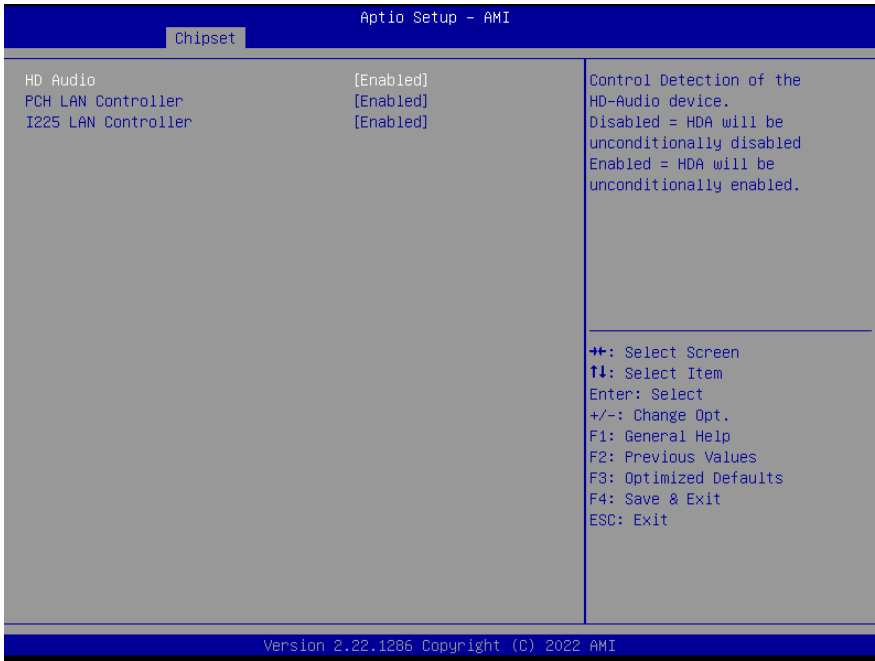 Aptio Setup – AMI
Chipset
HD Audio [Enabled]
PCH LAN Controller [Enabled]
I225 LAN Controller [Enabled]
Control Detection of the
HD-Audio device.
Disabled = HDA will be
unconditionally disabled
Enabled = HDA will be
unconditionally enabled.
→←: Select Screen
↑↓: Select Item
Enter: Select
+/-: Change Opt.
F1: General Help
F2: Previous Values
F3: Optimized Defaults
F4: Save & Exit
ESC: Exit
Version 2.22.1286 Copyright (C) 2022 AMI